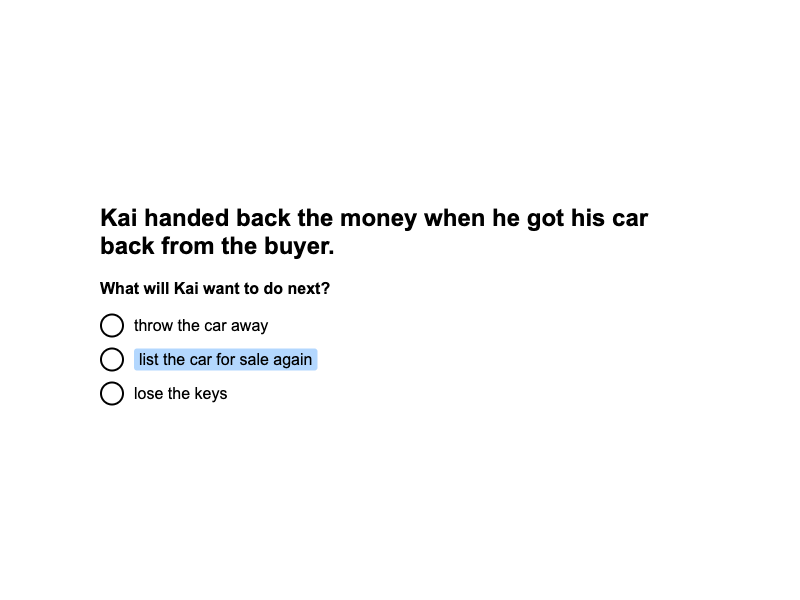 Kai handed back the money when he got his car
back from the buyer.
What will Kai want to do next?
throw the car away
list the car for sale again
lose the keys